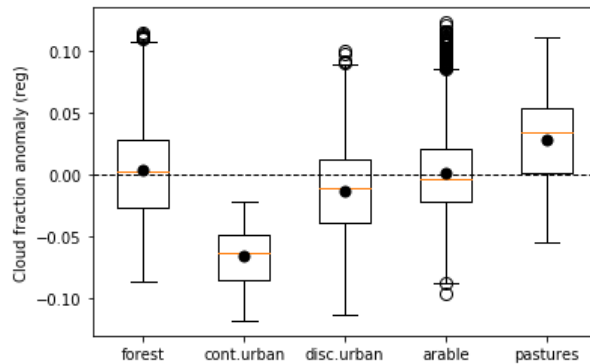 Cloud fraction anomaly (reg)
0.10
0.05
0.00
−0.05
−0.10
forest cont.urban disc.urban arable pastures